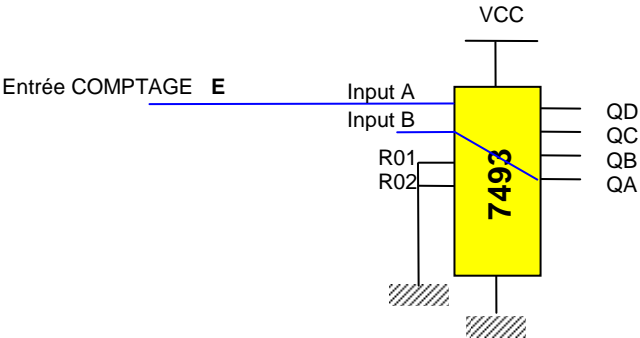 VCC
Entrée COMPTAGE E
Input A
Input B
R01
R02
7493
QD
QC
QB
QA